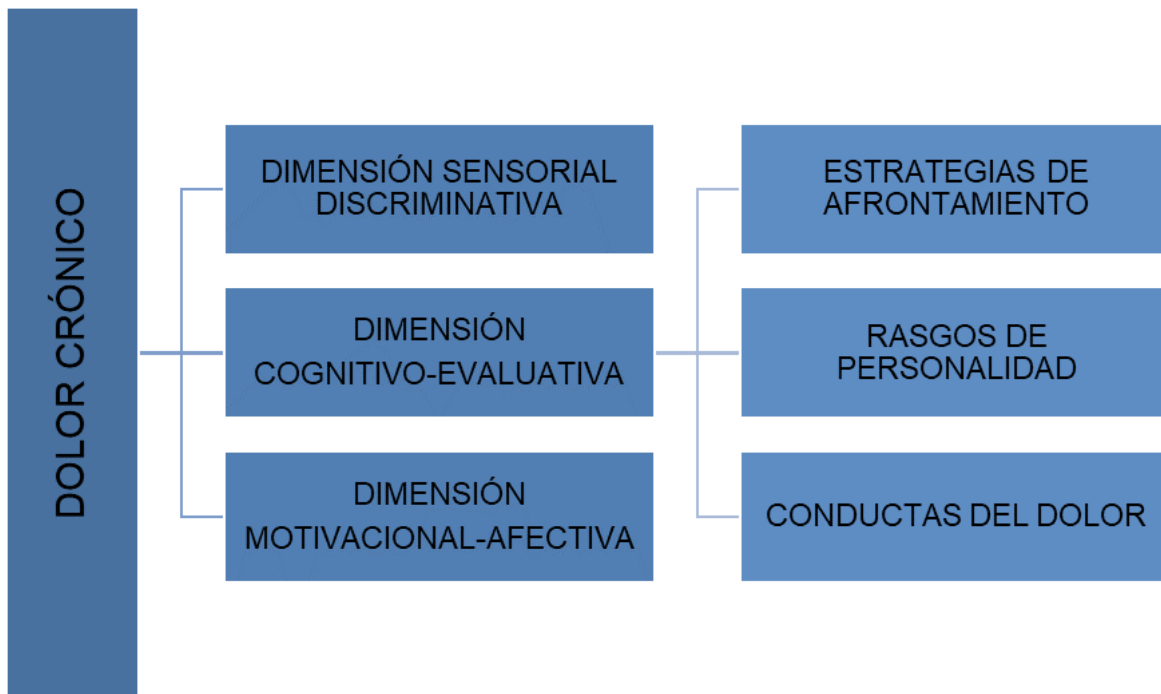 DOLOR CRÓNICO
DIMENSIÓN SENSORIAL
DISCRIMINATIVA
DIMENSIÓN
COGNITIVO-EVALUATIVA
DIMENSIÓN
MOTIVACIONAL-AFECTIVA
ESTRATEGIAS DE
AFRONTAMIENTO
RASGOS DE
PERSONALIDAD
CONDUCTAS DEL DOLOR